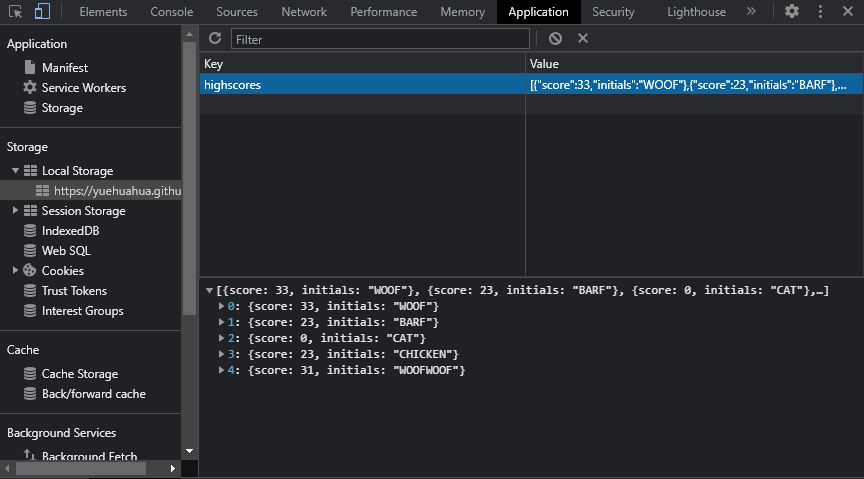 Elements Console Sources Network Performance Memory Application Security Lighthouse »
Application
Manifest
Service Workers
Storage
Storage
Local Storage
https://yuehuahua.githu
Session Storage
IndexedDB
Web SQL
Cookies
Trust Tokens
Interest Groups
Cache
Cache Storage
Back/forward cache
Background Services
Background Fetch
Filter
Key Value
highscores [{"score":33,"initials":"WOOF"},{"score":23,"initials":"BARF"},...
[{score: 33, initials: "WOOF"}, {score: 23, initials: "BARF"}, {score: 0, initials: "CAT"},…]
0: {score: 33, initials: "WOOF"}
1: {score: 23, initials: "BARF"}
2: {score: 0, initials: "CAT"}
3: {score: 23, initials: "CHICKEN"}
4: {score: 31, initials: "WOOFWOOF"}